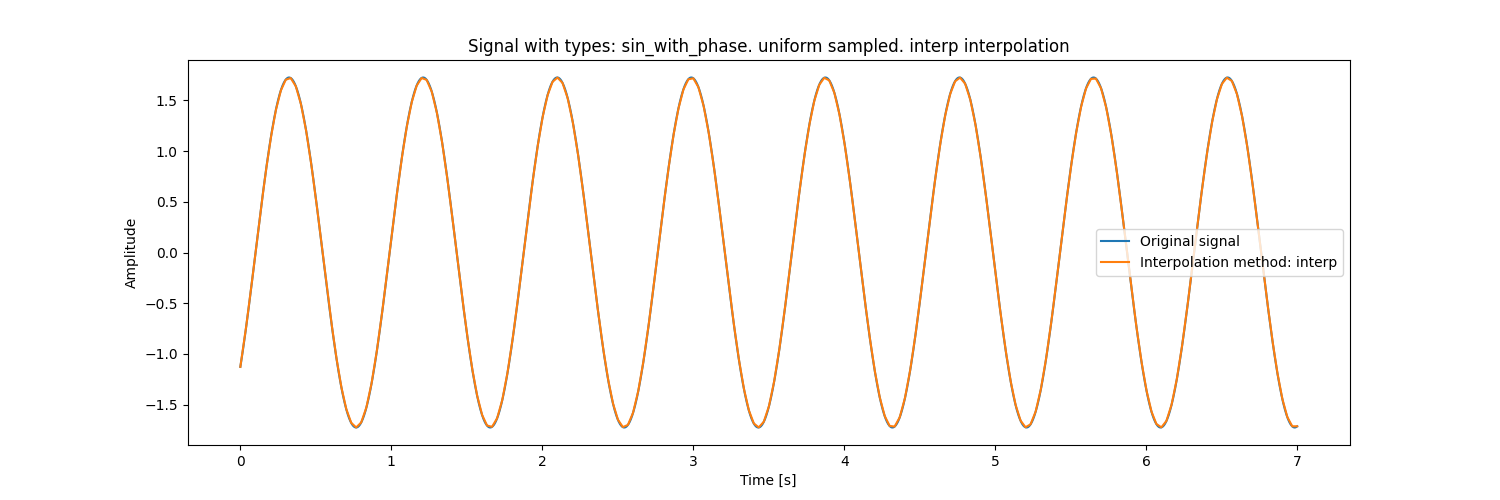 Signal with types: sin_with_phase. uniform sampled. interp interpolation
Amplitude
1.5
1.0
0.5
0.0
−0.5
−1.0
−1.5
Original signal
Interpolation method: interp
0 1 2 3 4 5 6 7
Time [s]